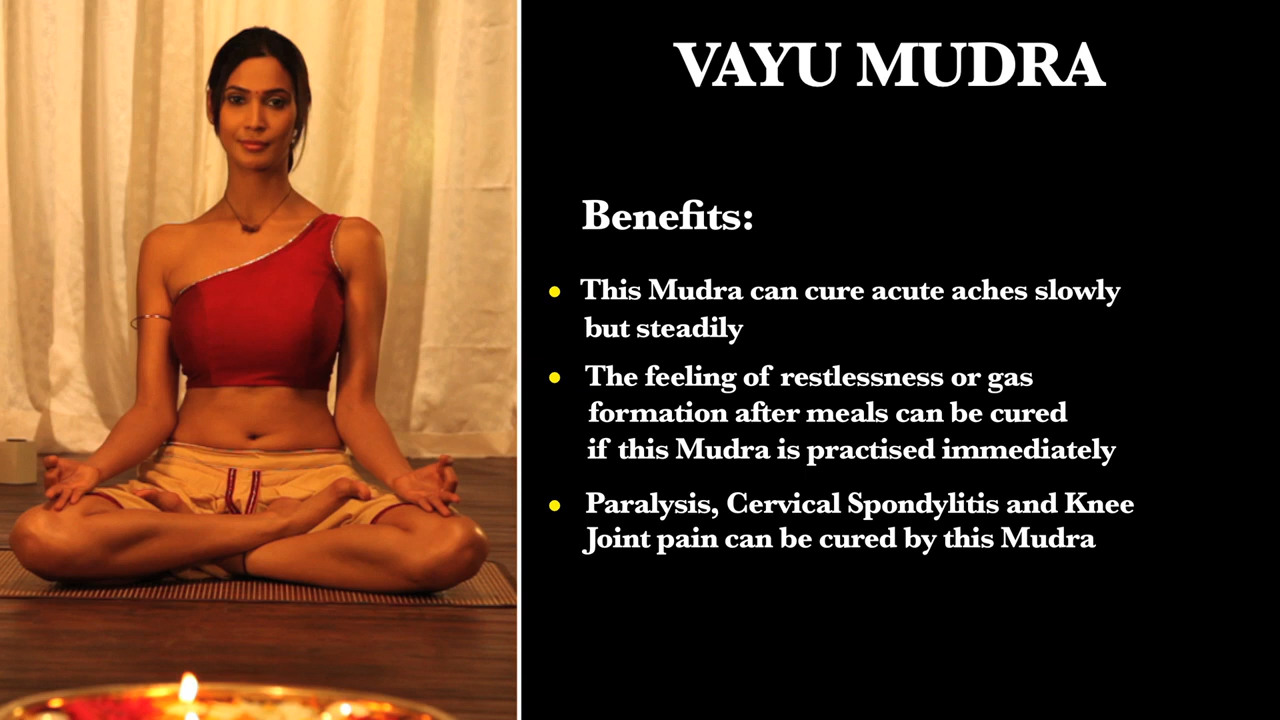 VAYU MUDRA
Benefits:
This Mudra can cure acute aches slowly
but steadily
The feeling of restlessness or gas
formation after meals can be cured
if this Mudra is practised immediately
Paralysis, Cervical Spondylitis and Knee
Joint pain can be cured by this Mudra